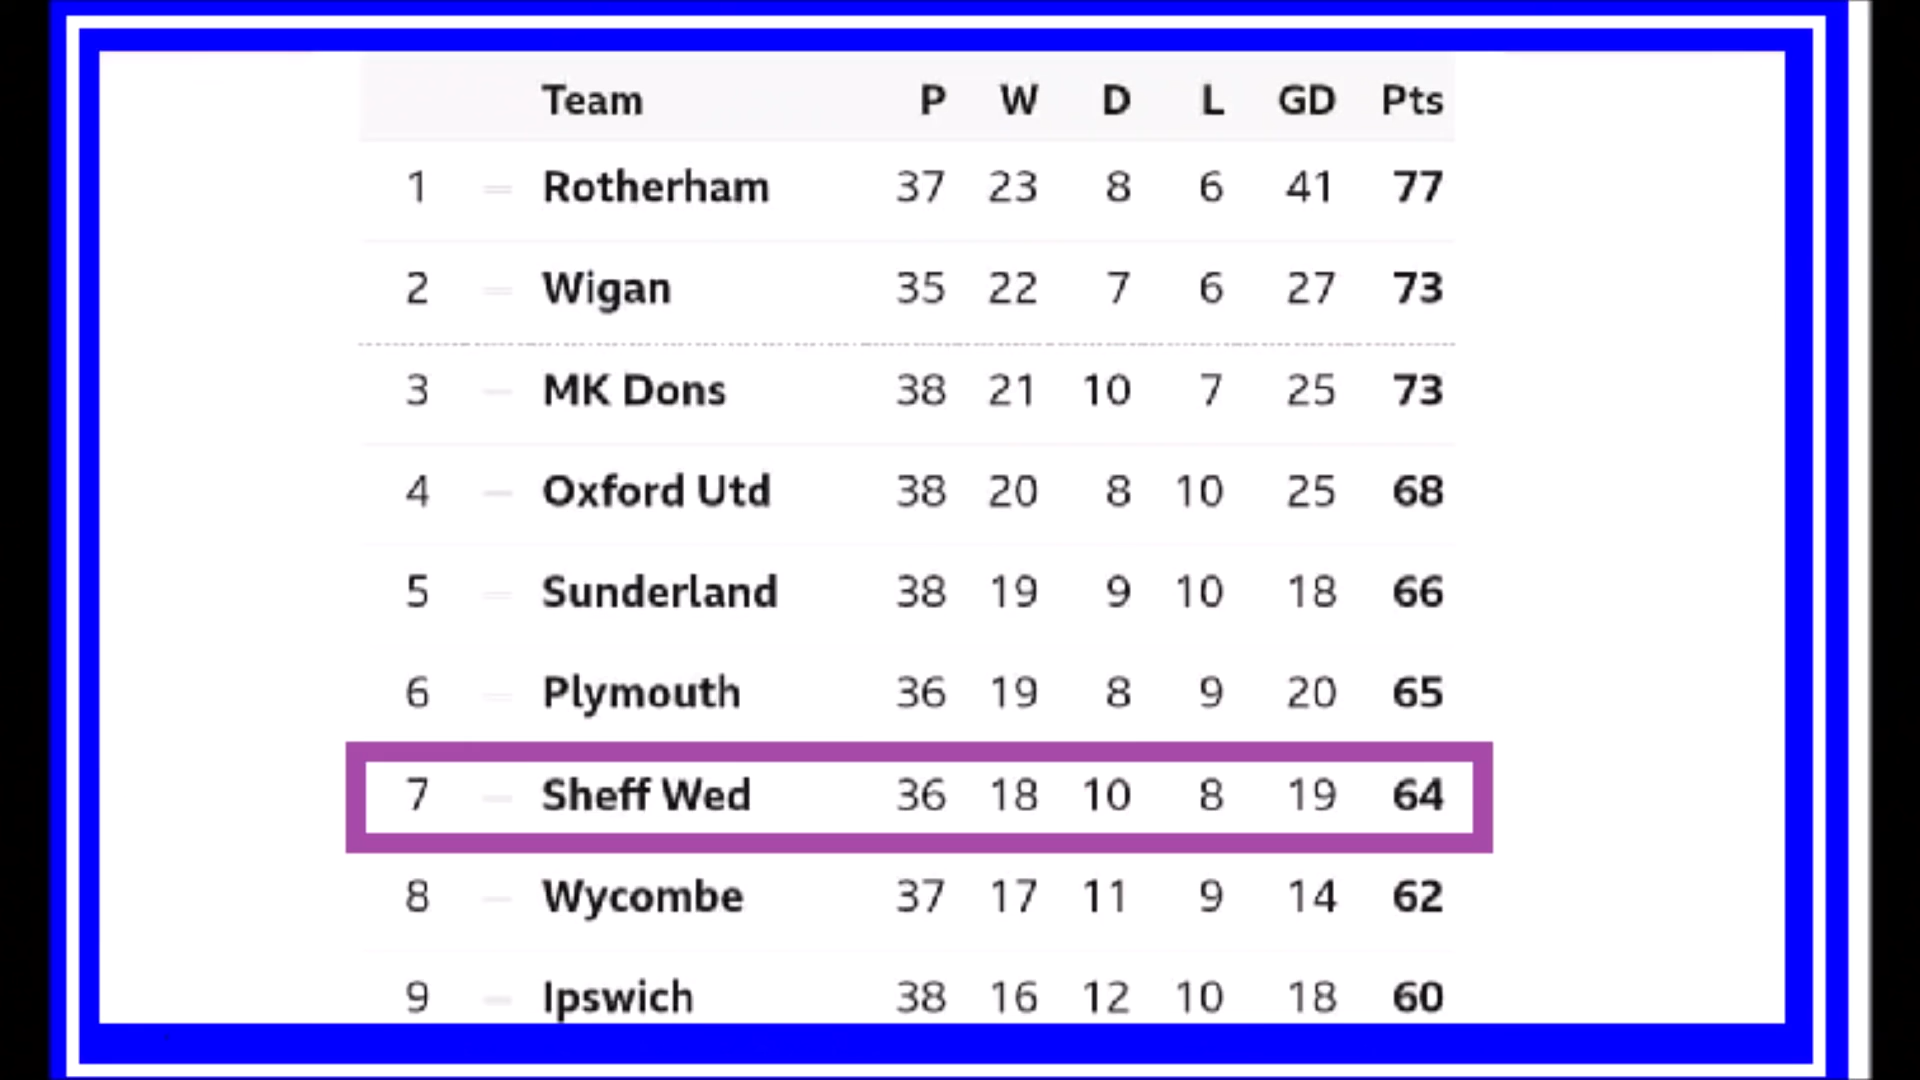 Team P W D L GD Pts
1 Rotherham 37 23 8 6 41 77
2 Wigan 35 22 7 6 27 73
3 MK Dons 38 21 10 7 25 73
4 Oxford Utd 38 20 8 10 25 68
5 Sunderland 38 19 9 10 18 66
6 Plymouth 36 19 8 9 20 65
7 Sheff Wed 36 18 10 8 19 64
8 Wycombe 37 17 11 9 14 62
9 Ipswich 38 16 12 10 18 60